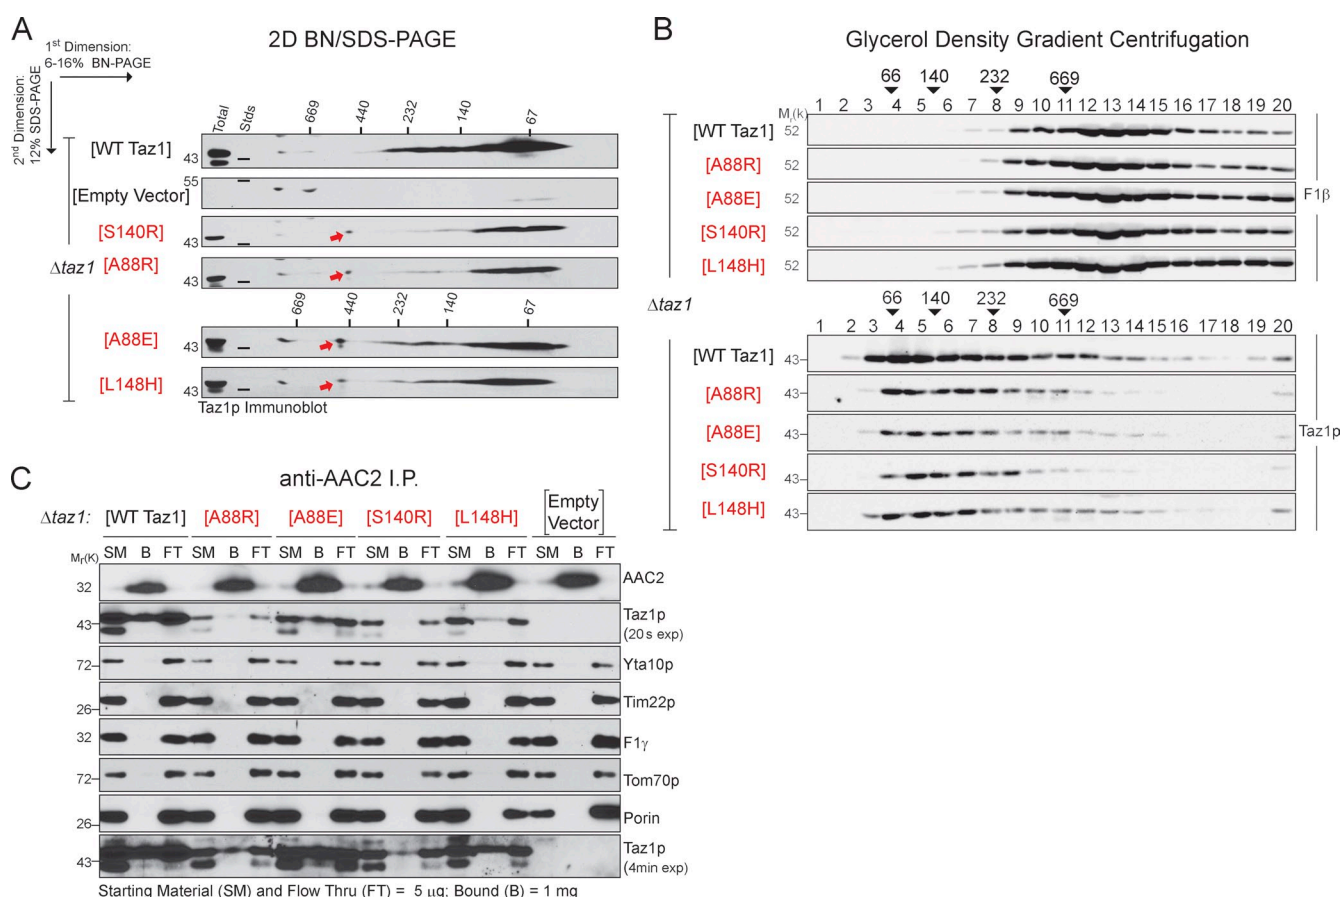 A
2D BN/SDS-PAGE
1st Dimension:
6-16% BN-PAGE
2nd Dimension:
12% SDS-PAGE
Total
Stds
669
440
232
140
67
[WT Taz1]
43
[Empty Vector]
55
[S140R]
43
Δtaz1
[A88R]
43
669
440
232
140
67
[A88E]
43
[L148H]
43
Taz1p Immunoblot
B
Glycerol Density Gradient Centrifugation
66 140 232 669
Mr(k) 1 2 3 4 5 6 7 8 9 10 11 12 13 14 15 16 17 18 19 20
[WT Taz1] 52
[A88R] 52
[A88E] 52
F1β
[S140R] 52
[L148H] 52
Δtaz1
66 140 232 669
1 2 3 4 5 6 7 8 9 10 11 12 13 14 15 16 17 18 19 20
[WT Taz1] 43
[A88R] 43
[A88E] 43
Taz1p
[S140R] 43
[L148H] 43
C
anti-AAC2 I.P.
Δtaz1: [WT Taz1] [A88R] [A88E] [S140R] [L148H] [Empty Vector]
Mr(K) SM B FT SM B FT SM B FT SM B FT SM B FT SM B FT
32 AAC2
43 Taz1p
(20 s exp)
72 Yta10p
26 Tim22p
32 F1γ
72 Tom70p
26 Porin
43 Taz1p
(4min exp)
Starting Material (SM) and Flow Thru (FT) = 5 µg; Bound (B) = 1 mg